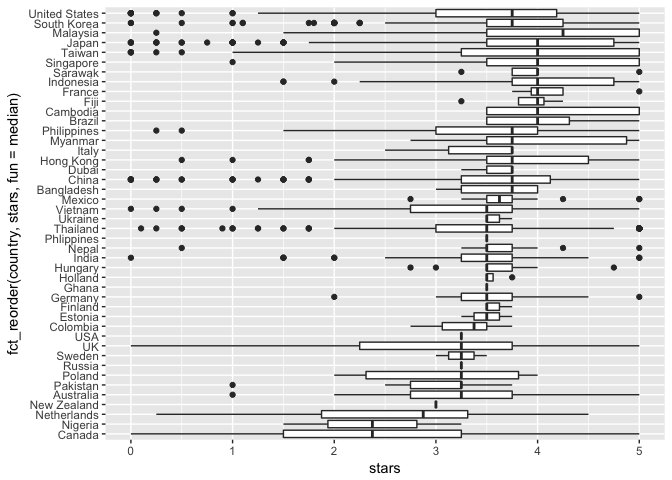 United States
South Korea
Malaysia
Japan
Taiwan
Singapore
Sarawak
Indonesia
France
Fiji
Cambodia
Brazil
Philippines
Myanmar
Italy
Hong Kong
Dubai
China
Bangladesh
Mexico
Vietnam
Ukraine
Thailand
Phlippines
Nepal
India
Hungary
Holland
Ghana
Germany
Finland
Estonia
Colombia
USA
UK
Sweden
Russia
Poland
Pakistan
Australia
New Zealand
Netherlands
Nigeria
Canada
fct_reorder(country, stars, fun = median)
0 1 2 3 4 5
stars